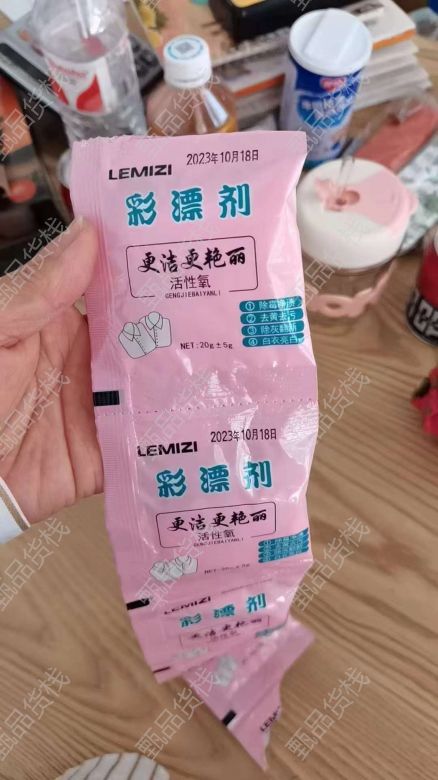 LEMIZI
2023年10月18日
彩漂剂
更洁更艳丽
活性氧
GENGJIEBAIYANLI
① 除霉净渍
② 去黄去污
③ 除灰翻新
④ 白衣亮白
NET:20g±5g
LEMIZI
2023年10月18日
彩漂剂
更洁更艳丽
活性氧
GENGJIEBAIYANLI
LEMIZI
彩漂剂
更洁更艳丽
甄品货栈